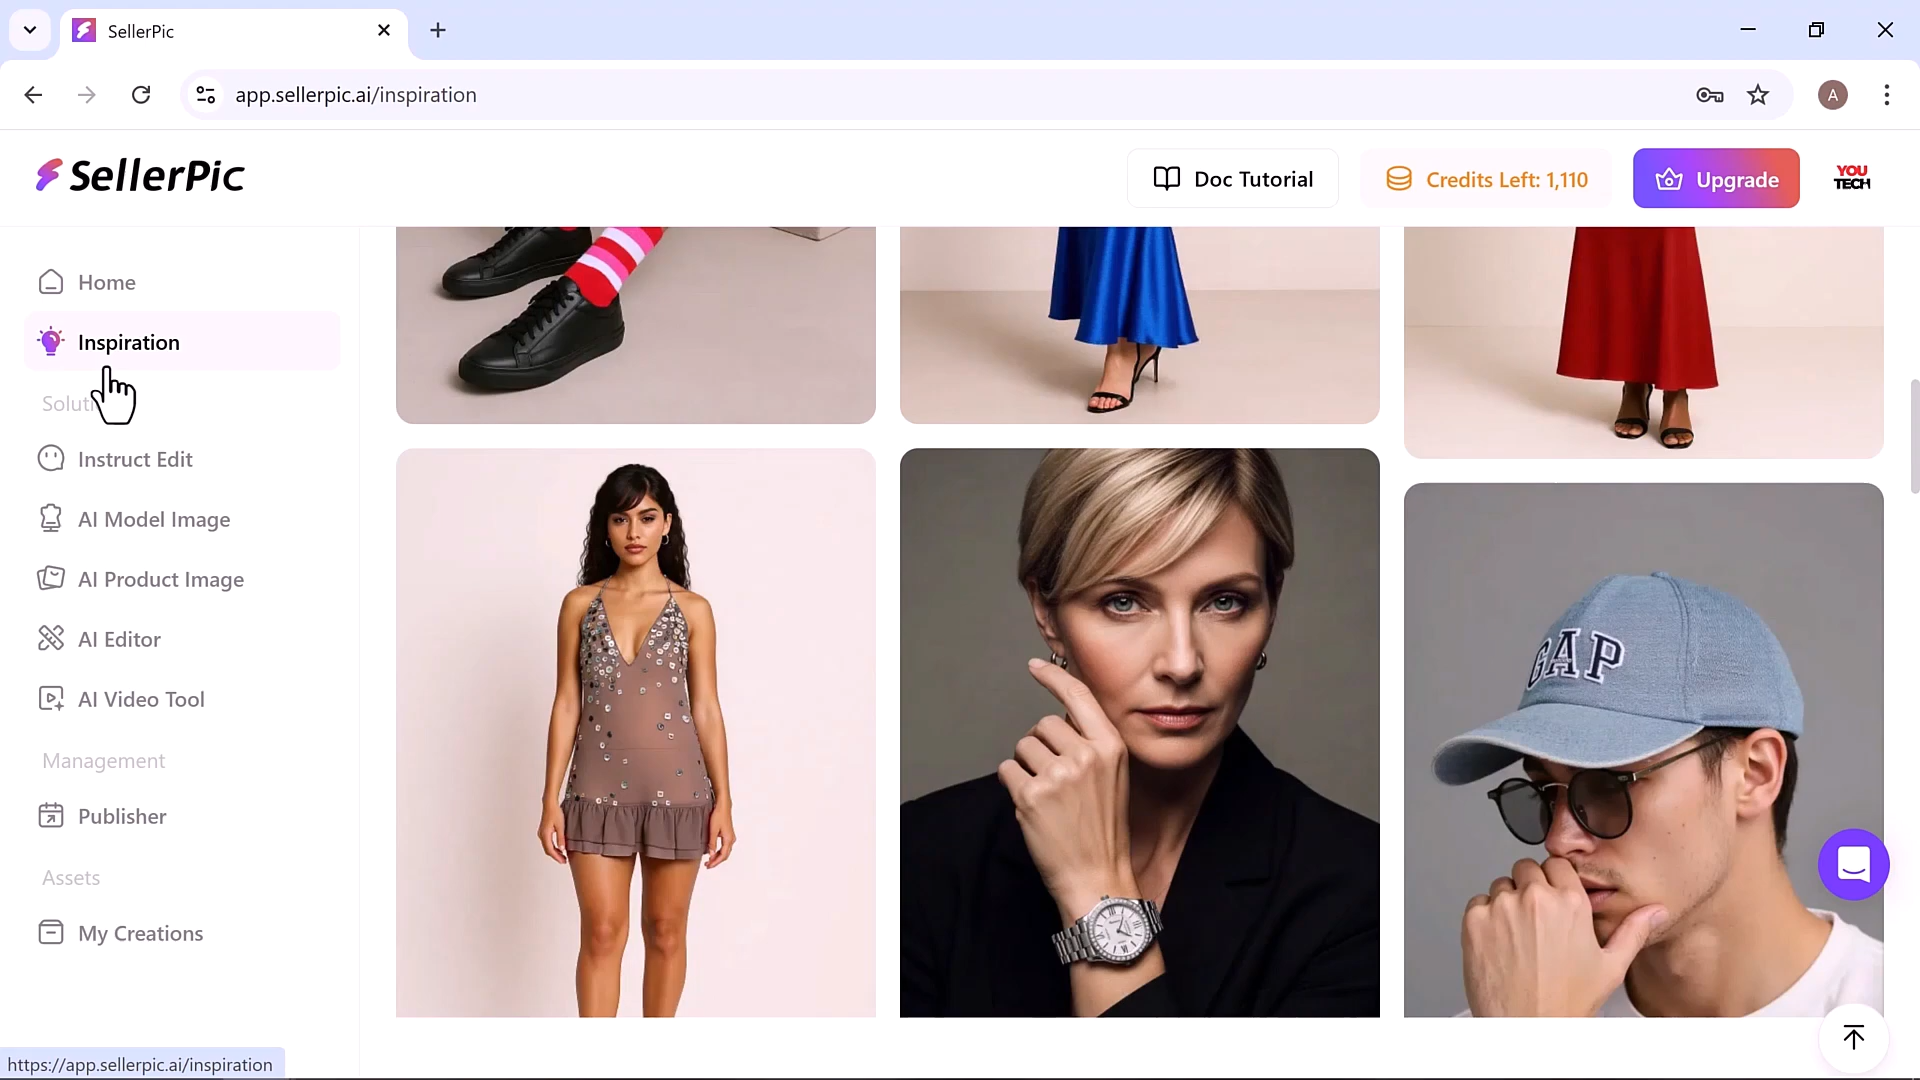 SellerPic
app.sellerpic.ai/inspiration
A
SellerPic
Doc Tutorial
Credits Left: 1,110
Upgrade
YOU
TECH
Home
Inspiration
Instruct Edit
AI Model Image
AI Product Image
AI Editor
AI Video Tool
Management
Publisher
Assets
My Creations
GAP
https://app.sellerpic.ai/inspiration